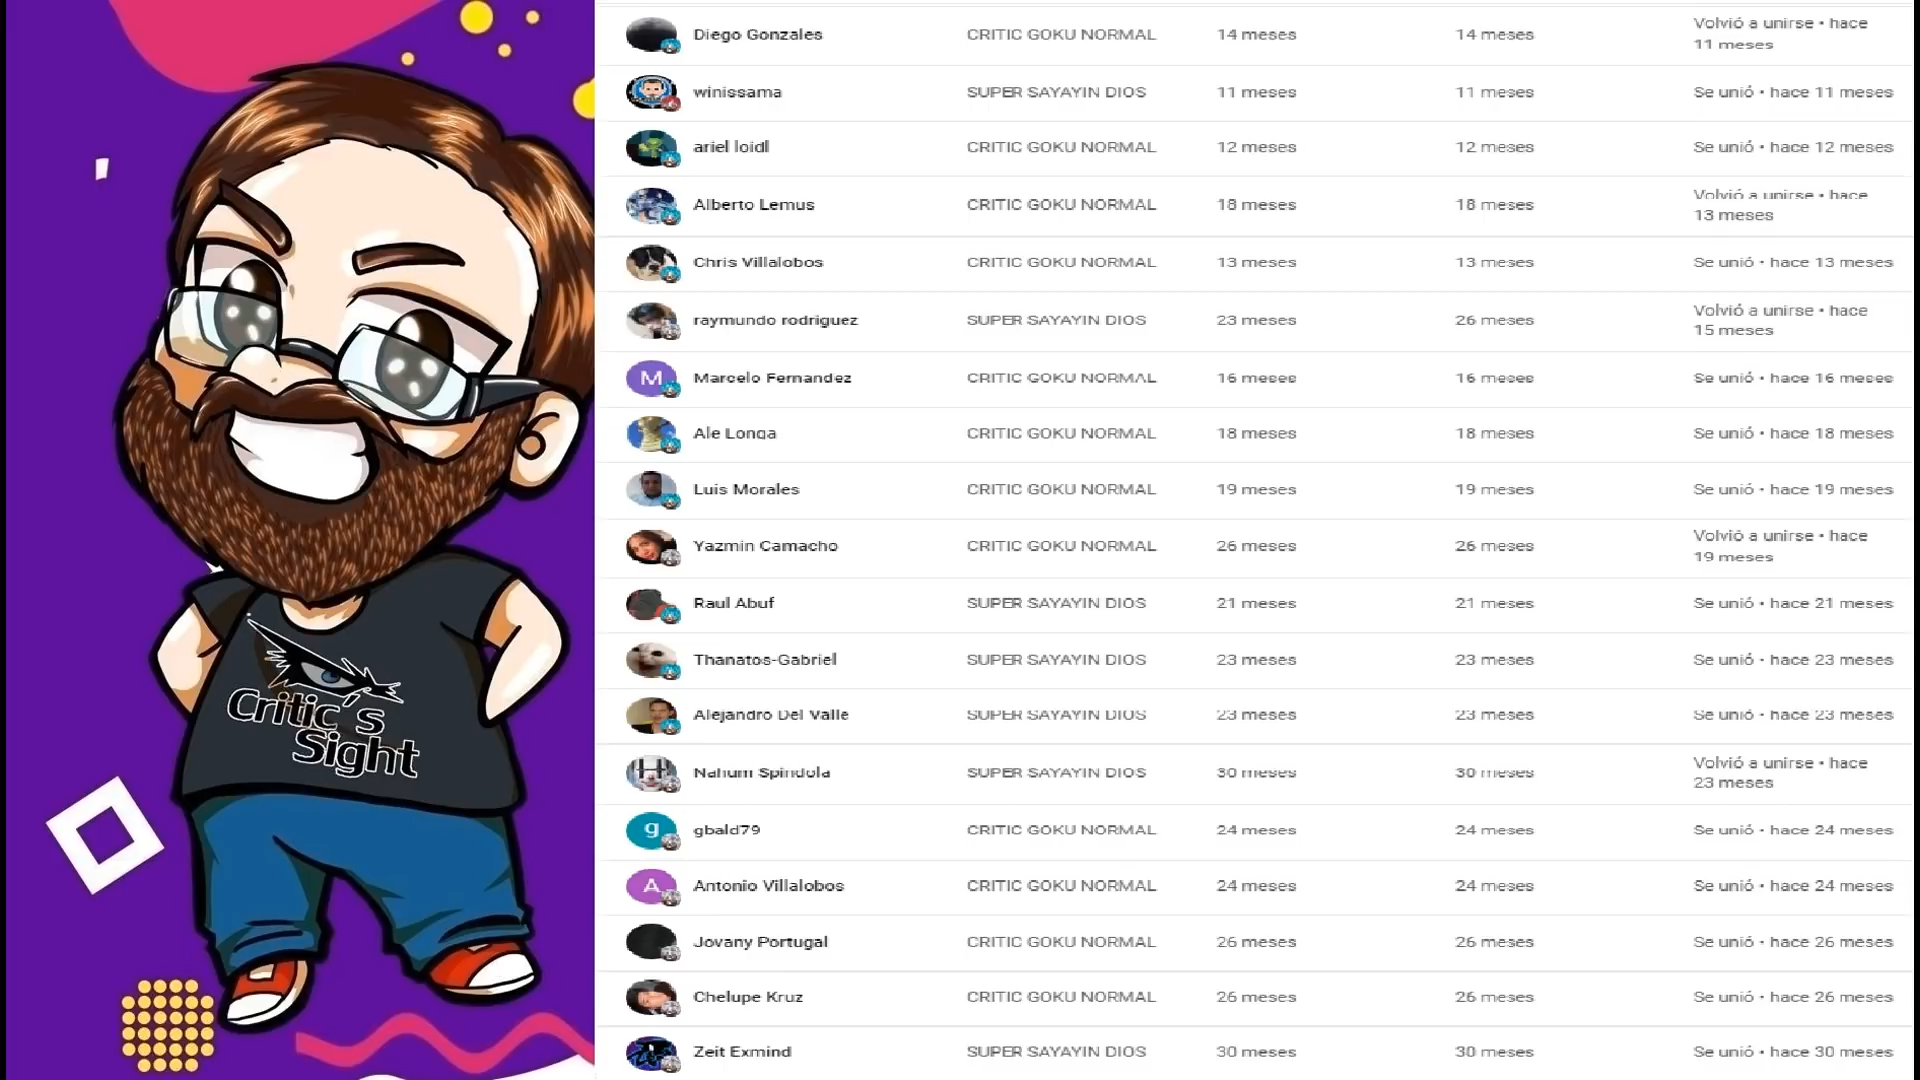 Critic's
Sight
Diego Gonzales CRITIC GOKU NORMAL 14 meses 14 meses Volvió a unirse • hace
11 meses
winissama SUPER SAYAYIN DIOS 11 meses 11 meses Se unió • hace 11 meses
ariel loidl CRITIC GOKU NORMAL 12 meses 12 meses Se unió • hace 12 meses
Alberto Lemus CRITIC GOKU NORMAL 18 meses 18 meses Volvió a unirse • hace
13 meses
Chris Villalobos CRITIC GOKU NORMAL 13 meses 13 meses Se unió • hace 13 meses
raymundo rodriguez SUPER SAYAYIN DIOS 23 meses 26 meses Volvió a unirse • hace
15 meses
M Marcelo Fernandez CRITIC GOKU NORMAL 16 meses 16 meses Se unió • hace 16 meses
Ale Longa CRITIC GOKU NORMAL 18 meses 18 meses Se unió • hace 18 meses
Luis Morales CRITIC GOKU NORMAL 19 meses 19 meses Se unió • hace 19 meses
Yazmin Camacho CRITIC GOKU NORMAL 26 meses 26 meses Volvió a unirse • hace
19 meses
Raul Abuf SUPER SAYAYIN DIOS 21 meses 21 meses Se unió • hace 21 meses
Thanatos-Gabriel SUPER SAYAYIN DIOS 23 meses 23 meses Se unió • hace 23 meses
Alejandro Del Valle SUPER SAYAYIN DIOS 23 meses 23 meses Se unió • hace 23 meses
Nahum Spindola SUPER SAYAYIN DIOS 30 meses 30 meses Volvió a unirse • hace
23 meses
g gbald79 CRITIC GOKU NORMAL 24 meses 24 meses Se unió • hace 24 meses
A Antonio Villalobos CRITIC GOKU NORMAL 24 meses 24 meses Se unió • hace 24 meses
Jovany Portugal CRITIC GOKU NORMAL 26 meses 26 meses Se unió • hace 26 meses
Chelupe Kruz CRITIC GOKU NORMAL 26 meses 26 meses Se unió • hace 26 meses
Zeit Exmind SUPER SAYAYIN DIOS 30 meses 30 meses Se unió • hace 30 meses